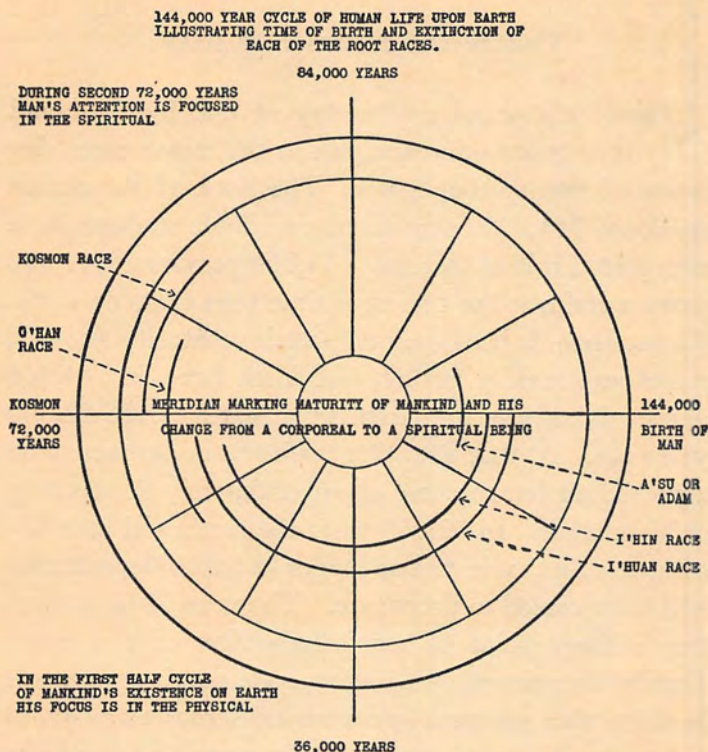 144,000 YEAR CYCLE OF HUMAN LIFE UPON EARTH
ILLUSTRATING TIME OF BIRTH AND EXTINCTION OF
EACH OF THE ROOT RACES.
84,000 YEARS
DURING SECOND 72,000 YEARS
MAN'S ATTENTION IS FOCUSED
IN THE SPIRITUAL
KOSMON RACE
G'HAN
RACE
KOSMON
MERIDIAN MARKING MATURITY OF MANKIND AND HIS
144,000
72,000
YEARS
CHANGE FROM A CORPOREAL TO A SPIRITUAL BEING
BIRTH OF
MAN
A'SU OR
ADAM
I'HIN RACE
I'HUAN RACE
IN THE FIRST HALF CYCLE
OF MANKIND'S EXISTENCE ON EARTH
HIS FOCUS IS IN THE PHYSICAL
36,000 YEARS